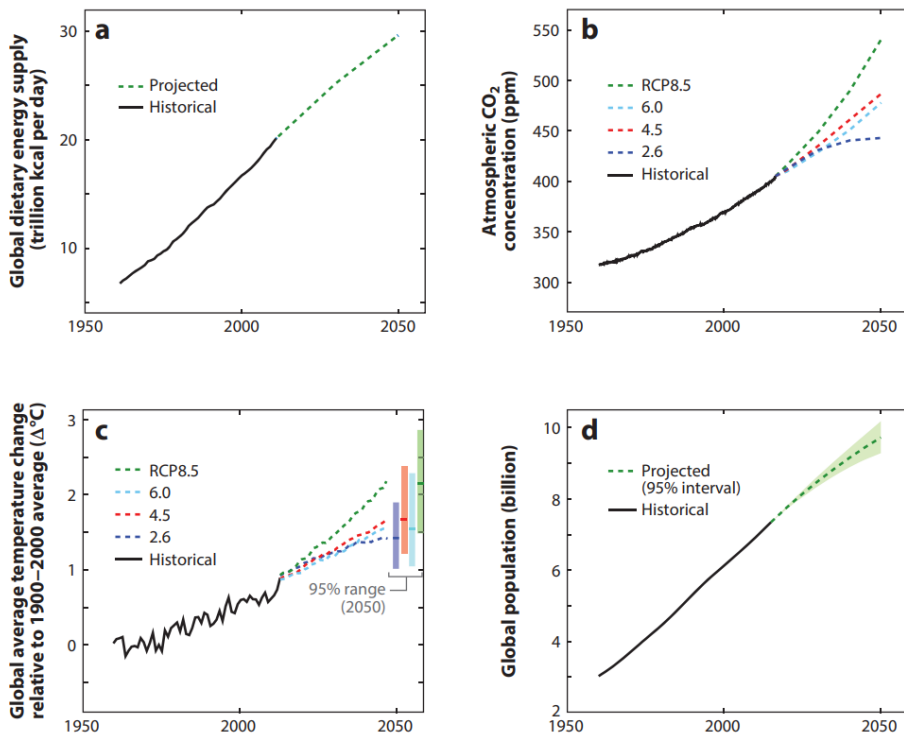 a
Global dietary energy supply
(trillion kcal per day)
30
20
10
Projected
Historical
1950
2000
2050
b
Atmospheric CO₂
concentration (ppm)
550
500
450
400
350
300
RCP8.5
6.0
4.5
2.6
Historical
1950
2000
2050
c
Global average temperature change
relative to 1900–2000 average (Δ°C)
3
2
1
0
RCP8.5
6.0
4.5
2.6
Historical
95% range
(2050)
1950
2000
2050
d
Global population (billion)
10
8
6
4
2
Projected
(95% interval)
Historical
1950
2000
2050